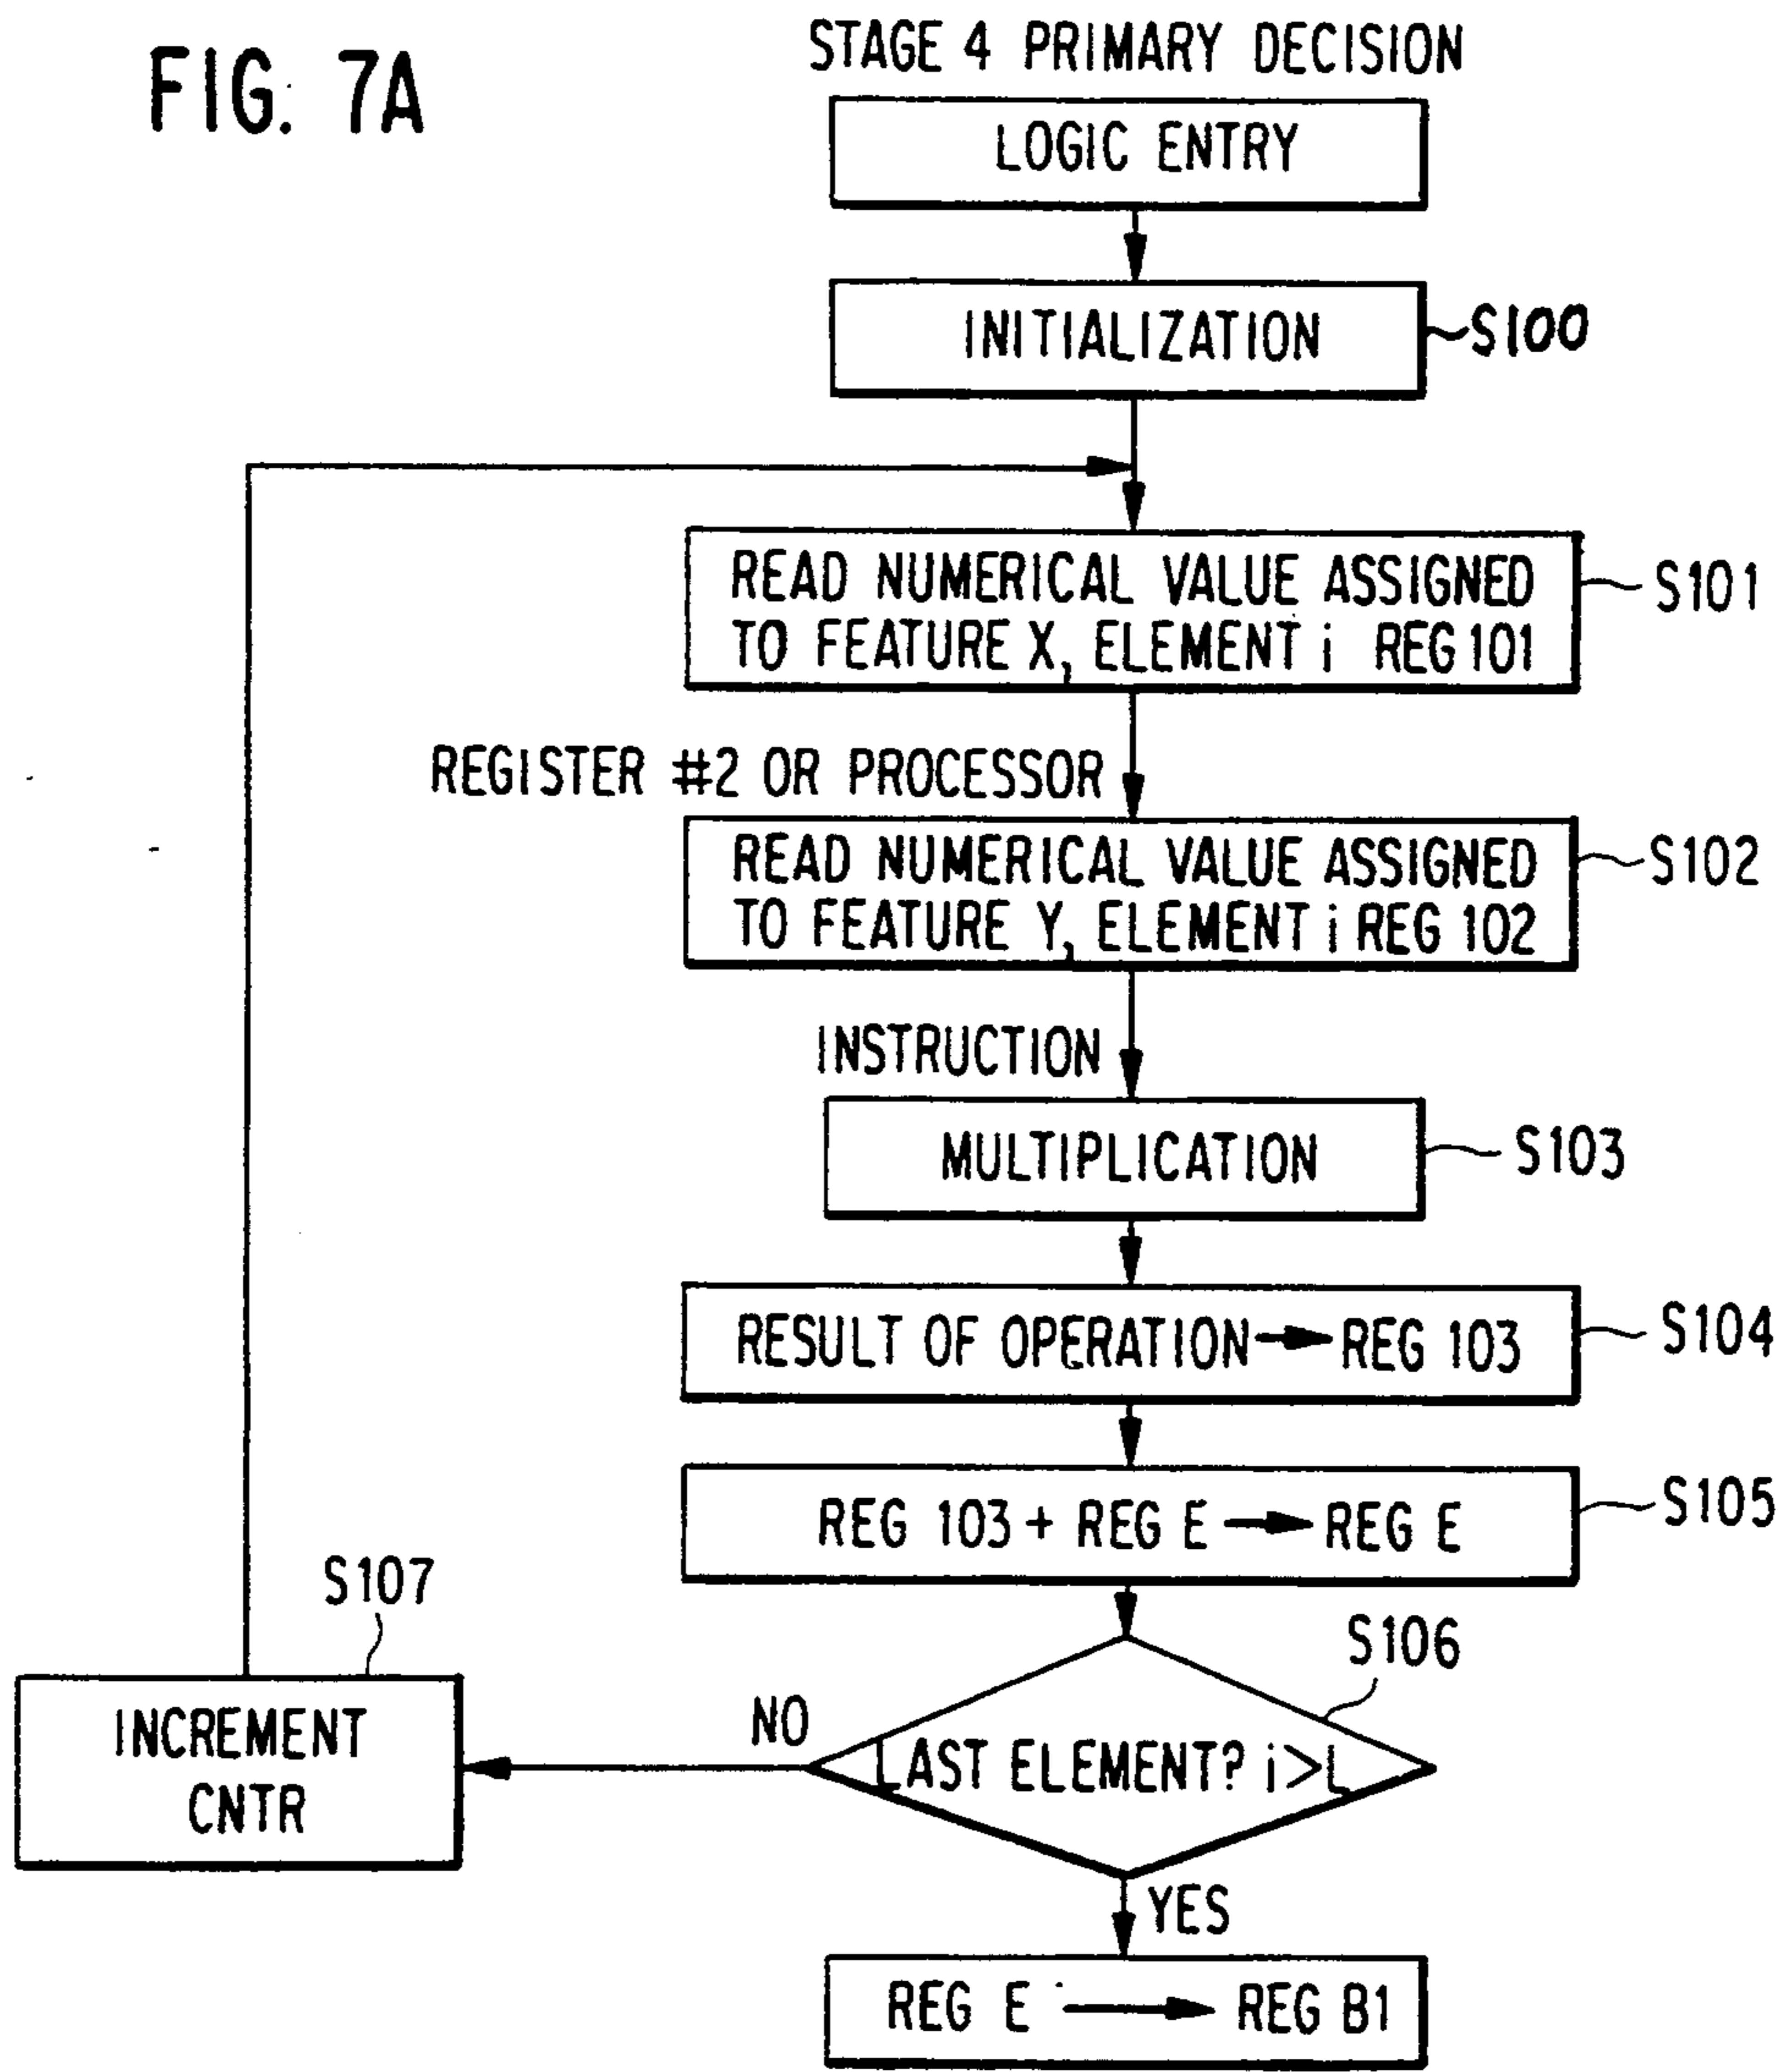 FIG. 7A
STAGE 4 PRIMARY DECISION
LOGIC ENTRY
INITIALIZATION
S100
READ NUMERICAL VALUE ASSIGNED
TO FEATURE X, ELEMENT i REG 101
S101
REGISTER #2 OR PROCESSOR
READ NUMERICAL VALUE ASSIGNED
TO FEATURE Y, ELEMENT i REG 102
S102
INSTRUCTION
MULTIPLICATION
S103
RESULT OF OPERATION → REG 103
S104
REG 103 + REG E → REG E
S105
S107
INCREMENT
CNTR
NO
LAST ELEMENT? i>L
S106
YES
REG E → REG B1